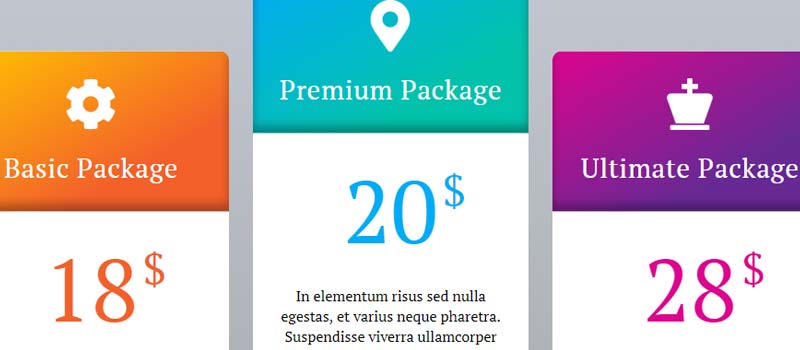 Basic Package
18$
Premium Package
20$
In elementum risus sed nulla
egestas, et varius neque pharetra.
Suspendisse viverra ullamcorper
Ultimate Package
28$